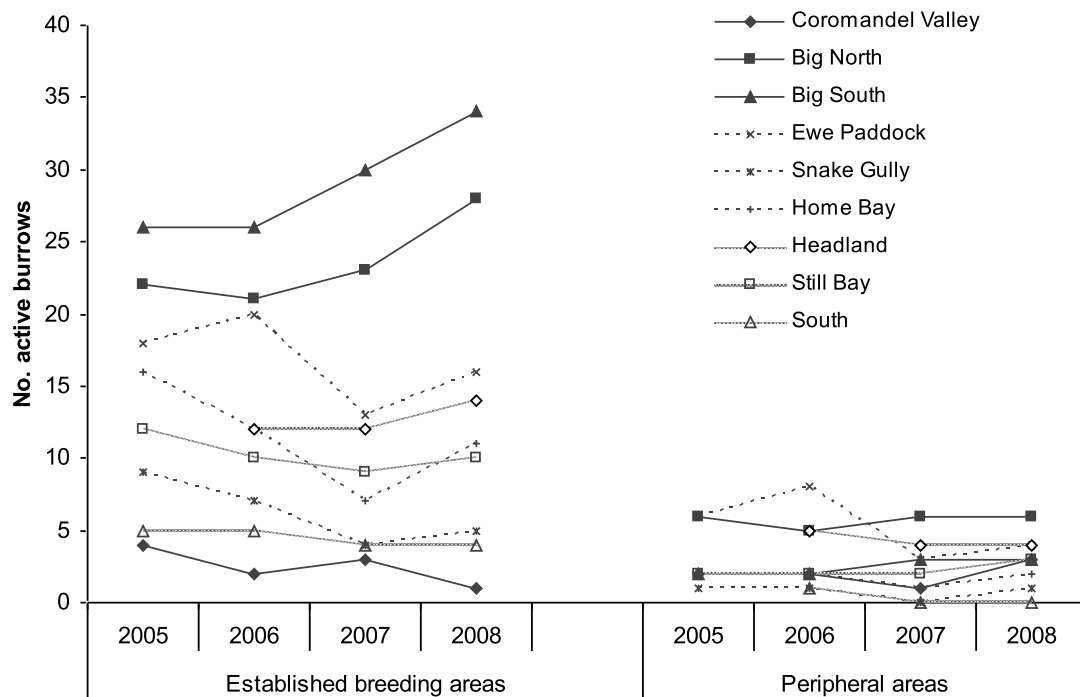 40
35
30
25
20
15
10
5
0
No. active burrows
Coromandel Valley
Big North
Big South
Ewe Paddock
Snake Gully
Home Bay
Headland
Still Bay
South
2005 2006 2007 2008 2005 2006 2007 2008
Established breeding areas Peripheral areas